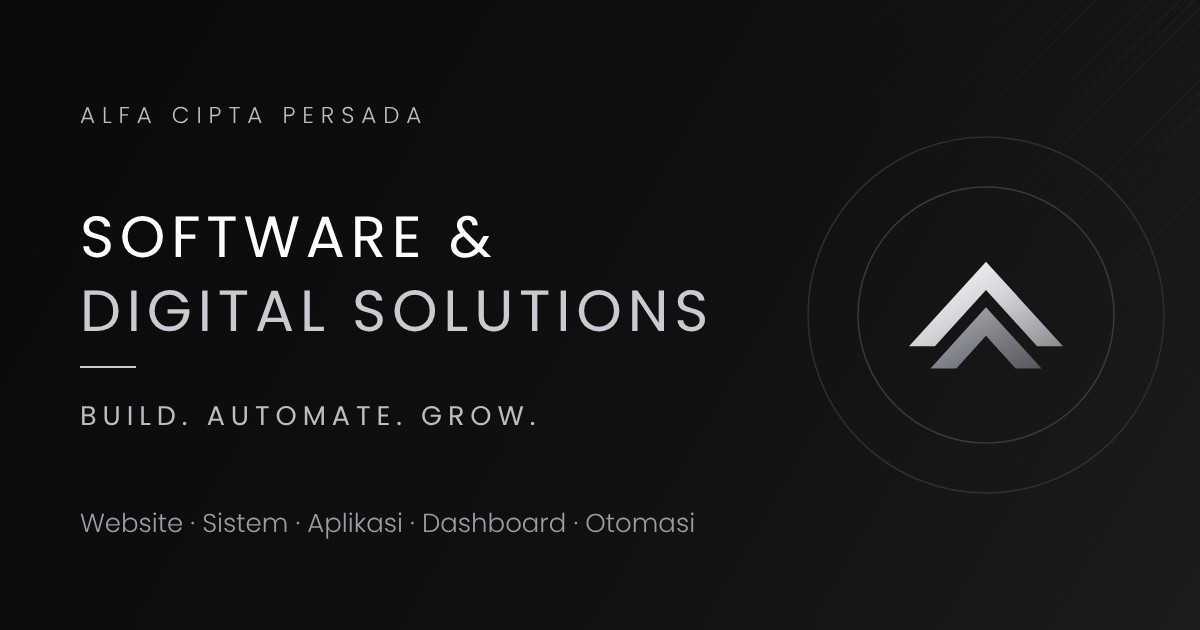 ALFA CIPTA PERSADA
SOFTWARE &
DIGITAL SOLUTIONS
BUILD. AUTOMATE. GROW.
Website · Sistem · Aplikasi · Dashboard · Otomasi